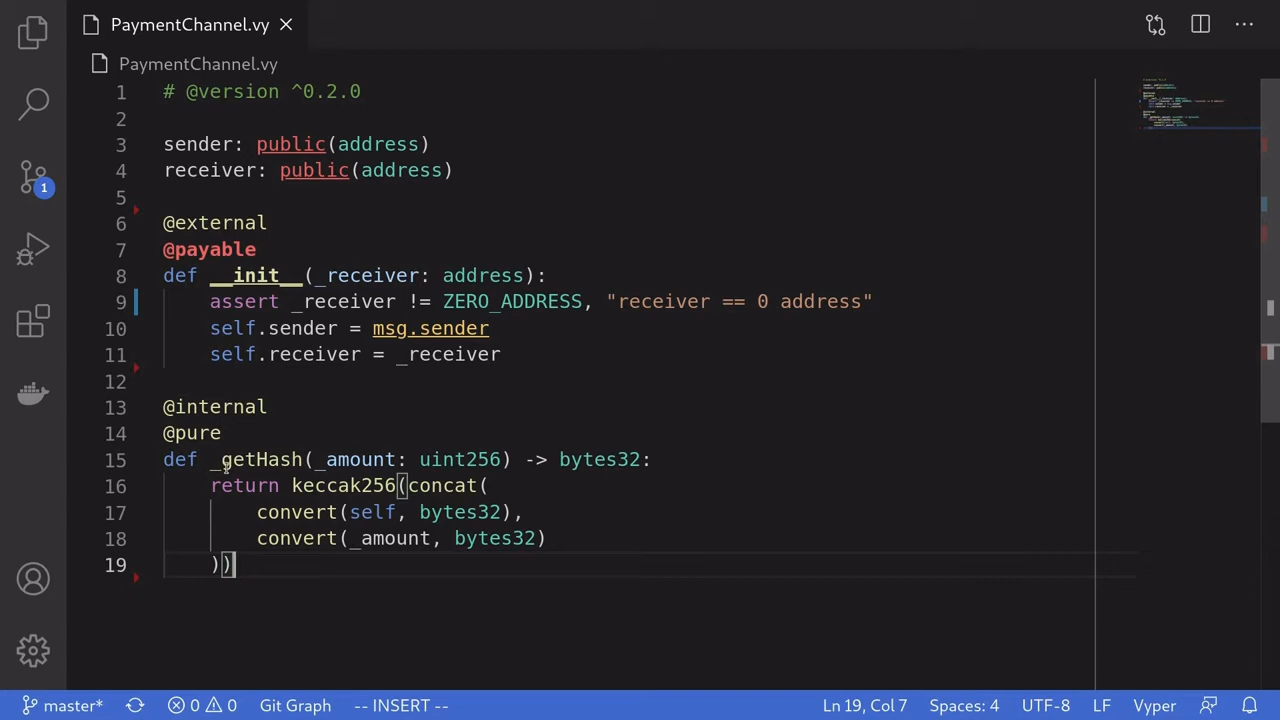 PaymentChannel.vy
PaymentChannel.vy
1 # @version ^0.2.0
2
3 sender: public(address)
4 receiver: public(address)
5
6 @external
7 @payable
8 def __init__(_receiver: address):
9     assert _receiver != ZERO_ADDRESS, "receiver == 0 address"
10     self.sender = msg.sender
11     self.receiver = _receiver
12
13 @internal
14 @pure
15 def _getHash(_amount: uint256) -> bytes32:
16     return keccak256(concat(
17         convert(self, bytes32),
18         convert(_amount, bytes32)
19     ))
1
master* 0 0 Git Graph -- INSERT -- Ln 19, Col 7 Spaces: 4 UTF-8 LF Vyper